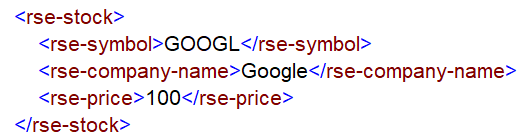 <rse-stock>
<rse-symbol>GOOGL</rse-symbol>
<rse-company-name>Google</rse-company-name>
<rse-price>100</rse-price>
</rse-stock>